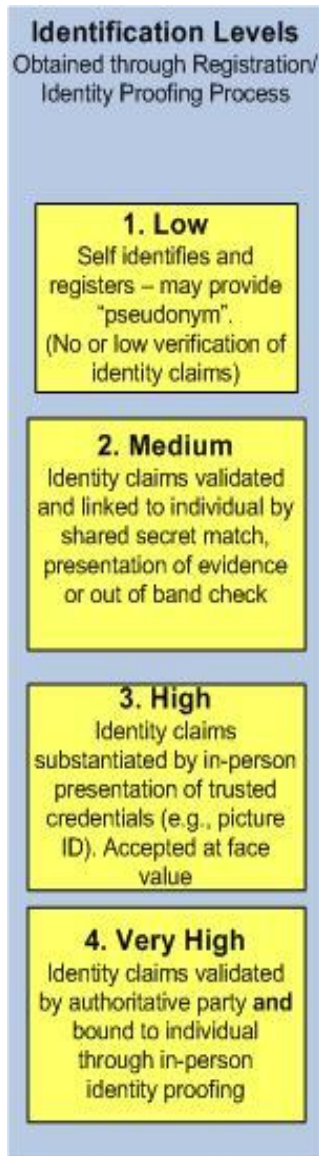 Identification Levels
Obtained through Registration/
Identity Proofing Process
1. Low
Self identifies and
registers – may provide
“pseudonym”.
(No or low verification of
identity claims)
2. Medium
Identity claims validated
and linked to individual by
shared secret match,
presentation of evidence
or out of band check
3. High
Identity claims
substantiated by in-person
presentation of trusted
credentials (e.g., picture
ID). Accepted at face
value
4. Very High
Identity claims validated
by authoritative party and
bound to individual
through in-person
identity proofing